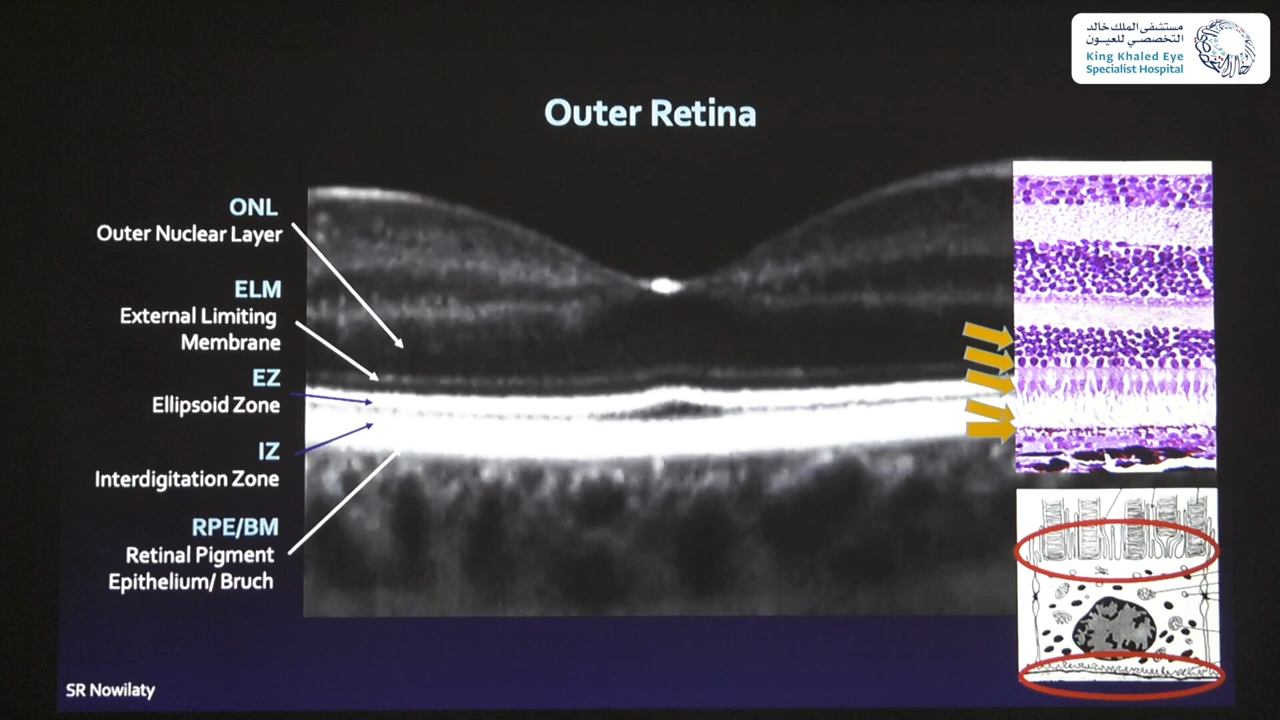 مستشفى الملك خالد
التخصصي للعيون
King Khaled Eye
Specialist Hospital
Outer Retina
ONL
Outer Nuclear Layer
ELM
External Limiting
Membrane
EZ
Ellipsoid Zone
IZ
Interdigitation Zone
RPE/BM
Retinal Pigment
Epithelium/ Bruch
SR Nowilaty